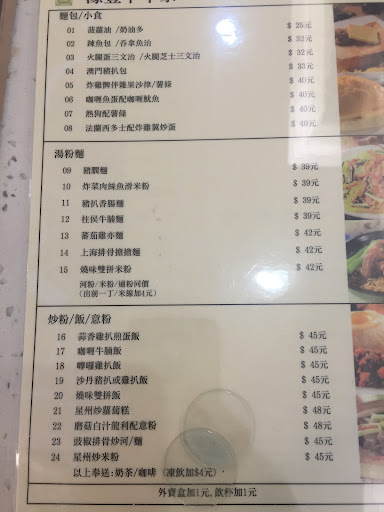 麵包/小食
01 菠蘿油 /奶油多 $ 25元
02 辣魚包 / 吞拿魚治 $ 32元
03 火腿蛋三文治 /火腿芝士三文治 $ 32元
04 澳門豬扒包 $ 33元
05 炸雞髀伴雜果沙律/薯條 $ 40元
06 咖喱魚蛋配咖喱魷魚 $ 40元
07 熱狗配薯條 $ 40元
08 法蘭西多士配炸雞翼炒蛋 $ 40元
湯粉麵
09 豬膶麵 $ 39元
10 炸菜肉絲魚滑米粉 $ 39元
11 豬扒香腸麵 $ 39元
12 柱侯牛腩麵 $ 39元
13 蕃茄雞亦麵 $ 42元
14 上海排骨擔擔麵 $ 42元
15 燒味雙拼米粉 $ 42元
河粉/米粉/通粉同價
(出前一丁/米線加4元)
炒粉/飯/意粉
16 蒜香雞扒煎蛋飯 $ 45元
17 咖喱牛腩飯 $ 45元
18 嘟嘟雞扒飯 $ 45元
19 沙丹豬扒或雞扒飯 $ 45元
20 燒味雙拼飯 $ 45元
21 星州炒蘿蔔糕 $ 48元
22 磨菇白汁龍利配意粉 $ 48元
23 豉椒排骨炒河/麵 $ 45元
24 星州炒米粉 $ 45元
以上奉送:奶茶/咖啡 (凍飲加$4元)
外賣盒加1元,飲杯加1元